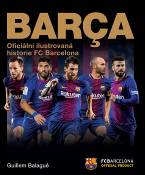 BARÇA
Oficiální ilustrovaná
historie FC Barcelona
Guillem Balagué
FCBARCELONA
OFFICIAL PRODUCT